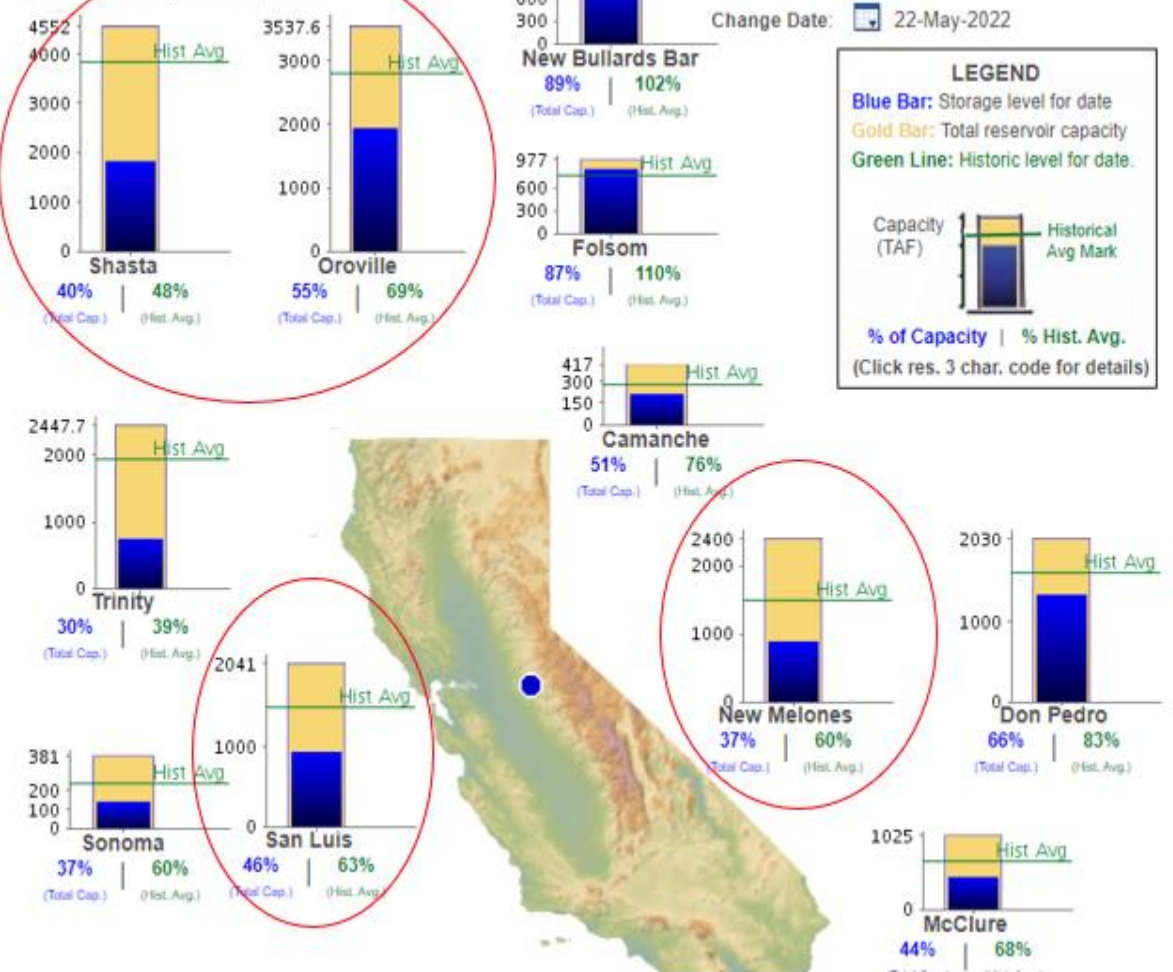 4552
4000
3000
2000
1000
0
Hist Avg
Shasta
40% | 48%
(Total Cap.) (Hist. Avg.)
3537.6
3000
2000
1000
0
Hist Avg
Oroville
55% | 69%
(Total Cap.) (Hist. Avg.)
300
0
New Bullards Bar
89% | 102%
(Total Cap.) (Hist. Avg.)
Change Date: 22-May-2022
LEGEND
Blue Bar: Storage level for date
Gold Bar: Total reservoir capacity
Green Line: Historic level for date.
Capacity
(TAF)
Historical
Avg Mark
% of Capacity | % Hist. Avg.
(Click res. 3 char. code for details)
977
600
300
0
Hist Avg
Folsom
87% | 110%
(Total Cap.) (Hist. Avg.)
417
300
150
0
Hist Avg
Camanche
51% | 76%
(Total Cap.) (Hist. Avg.)
2447.7
2000
1000
0
Hist Avg
Trinity
30% | 39%
(Total Cap.) (Hist. Avg.)
2400
2000
1000
0
Hist Avg
New Melones
37% | 60%
(Total Cap.) (Hist. Avg.)
2030
1000
0
Hist Avg
Don Pedro
66% | 83%
(Total Cap.) (Hist. Avg.)
381
200
100
0
Hist Avg
Sonoma
37% | 60%
(Total Cap.) (Hist. Avg.)
2041
1000
0
Hist Avg
San Luis
46% | 63%
(Total Cap.) (Hist. Avg.)
1025
0
Hist Avg
McClure
44% | 68%